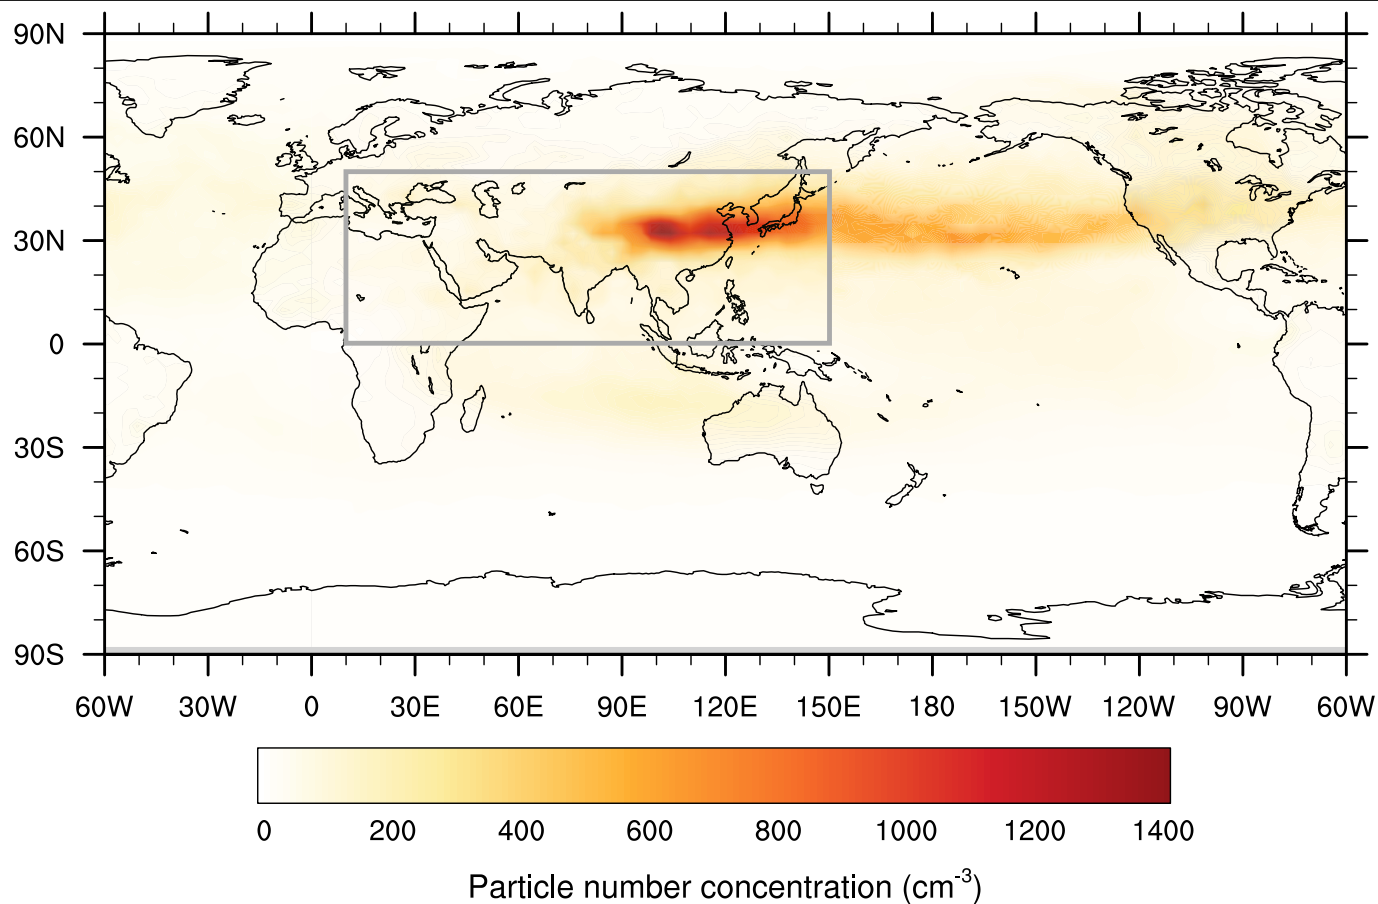 90N
60N
30N
0
30S
60S
90S
60W 30W 0 30E 60E 90E 120E 150E 180 150W 120W 90W 60W
0 200 400 600 800 1000 1200 1400
Particle number concentration (cm⁻³)